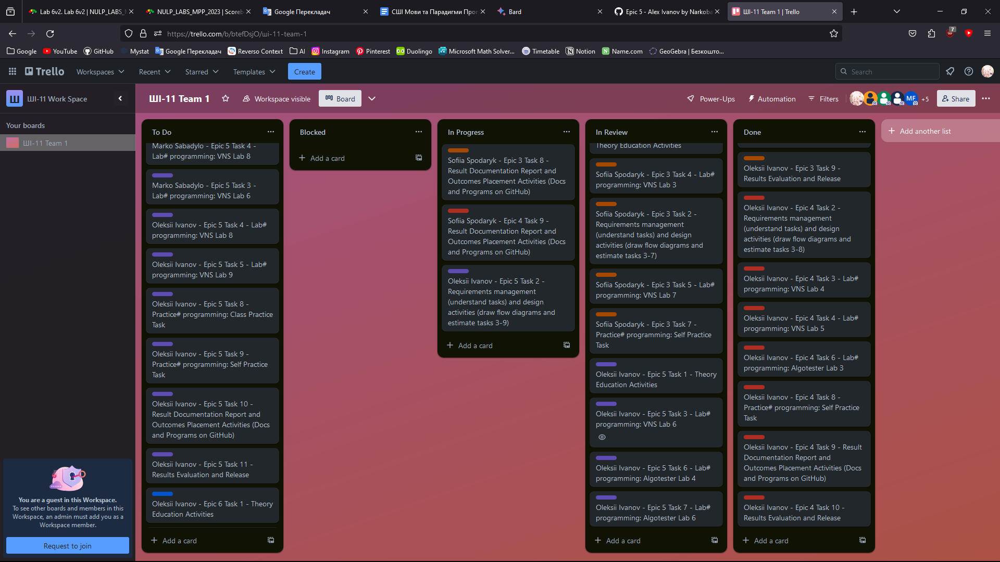 Lab 6v2. Lab 6v2 | NULP_LABS_
NULP_LABS_MPP_2023 | Scoreb
Google Перекладач
СШІ Мови та Парадигми Прог
Bard
Epic 5 - Alex Ivanov by Narkoba
ШІ-11 Team 1 | Trello
https://trello.com/b/btefDsjO/ші-11-team-1
7
Google
YouTube
GitHub
Mystat
Google Перекладач
Reverso Context
AI
Instagram
Pinterest
Duolingo
Microsoft Math Solver...
Timetable
Notion
Name.com
GeoGebra | Безкошто...
Trello
Workspaces
Recent
Starred
Templates
Create
Search
Ш
ШІ-11 Work Space
ШІ-11 Team 1
Workspace visible
Board
Power-Ups
Automation
Filters
MF
+5
Share
Your boards
ШІ-11 Team 1
You are a guest in this Workspace.
To see other boards and members in this
Workspace, an admin must add you as a
Workspace member.
Request to join
To Do
Marko Sabadylo - Epic 5 Task 4 -
Lab# programming: VNS Lab 8
Marko Sabadylo - Epic 5 Task 3 -
Lab# programming: VNS Lab 6
Oleksii Ivanov - Epic 5 Task 4 - Lab#
programming: VNS Lab 8
Oleksii Ivanov - Epic 5 Task 5 - Lab#
programming: VNS Lab 9
Oleksii Ivanov - Epic 5 Task 8 -
Practice# programming: Class Practice
Task
Oleksii Ivanov - Epic 5 Task 9 -
Practice# programming: Self Practice
Task
Oleksii Ivanov - Epic 5 Task 10 -
Result Documentation Report and
Outcomes Placement Activities (Docs
and Programs on GitHub)
Oleksii Ivanov - Epic 5 Task 11 -
Results Evaluation and Release
Oleksii Ivanov - Epic 6 Task 1 - Theory
Education Activities
Add a card
Blocked
Add a card
In Progress
Sofiia Spodaryk - Epic 3 Task 8 -
Result Documentation Report and
Outcomes Placement Activities (Docs
and Programs on GitHub)
Sofiia Spodaryk - Epic 4 Task 9 -
Result Documentation Report and
Outcomes Placement Activities (Docs
and Programs on GitHub)
Oleksii Ivanov - Epic 5 Task 2 -
Requirements management
(understand tasks) and design
activities (draw flow diagrams and
estimate tasks 3-9)
Add a card
In Review
Theory Education Activities
Sofiia Spodaryk - Epic 3 Task 4 - Lab#
programming: VNS Lab 3
Sofiia Spodaryk - Epic 3 Task 2 -
Requirements management
(understand tasks) and design
activities (draw flow diagrams and
estimate tasks 3-7)
Sofiia Spodaryk - Epic 3 Task 5 - Lab#
programming: VNS Lab 7
Sofiia Spodaryk - Epic 3 Task 7 -
Practice# programming: Self Practice
Task
Oleksii Ivanov - Epic 5 Task 1 - Theory
Education Activities
Oleksii Ivanov - Epic 5 Task 3 - Lab#
programming: VNS Lab 6
Oleksii Ivanov - Epic 5 Task 6 - Lab#
programming: Algotester Lab 4
Oleksii Ivanov - Epic 5 Task 7 - Lab#
programming: Algotester Lab 6
Add a card
Done
Oleksii Ivanov - Epic 3 Task 9 -
Results Evaluation and Release
Oleksii Ivanov - Epic 4 Task 2 -
Requirements management
(understand tasks) and design
activities (draw flow diagrams and
estimate tasks 3-8)
Oleksii Ivanov - Epic 4 Task 3 - Lab#
programming: VNS Lab 4
Oleksii Ivanov - Epic 4 Task 4 - Lab#
programming: VNS Lab 5
Oleksii Ivanov - Epic 4 Task 6 - Lab#
programming: Algotester Lab 3
Oleksii Ivanov - Epic 4 Task 8 -
Practice# programming: Self Practice
Task
Oleksii Ivanov - Epic 4 Task 9 - Result
Documentation Report and
Outcomes Placement Activities (Docs
and Programs on GitHub)
Oleksii Ivanov - Epic 4 Task 10 -
Results Evaluation and Release
Add a card
Add another list